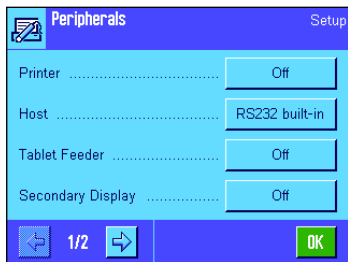 Peripherals Setup
Printer .................................. Off
Host ..................................... RS232 built-in
Tablet Feeder ........................ Off
Secondary Display ................ Off
1/2 OK